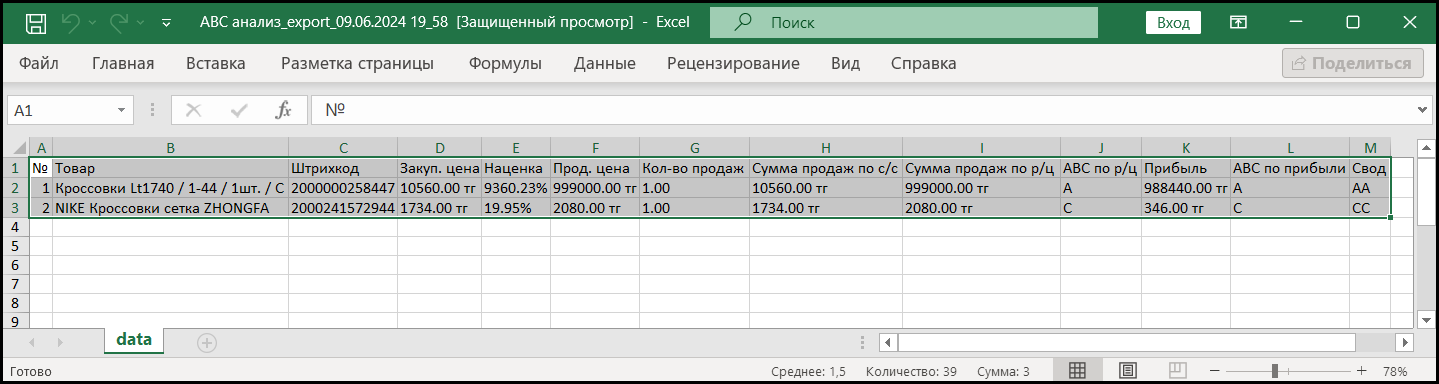 ABC анализ_export_09.06.2024 19_58 [Защищенный просмотр] - Excel
Поиск
Вход
Файл Главная Вставка Разметка страницы Формулы Данные Рецензирование Вид Справка Поделиться
A1 fx №
A B C D E F G H I J K L M
1 № Товар Штрихкод Закуп. цена Наценка Прод. цена Кол-во продаж Сумма продаж по с/с Сумма продаж по р/ц ABC по р/ц Прибыль ABC по прибыли Свод
2 1 Кроссовки Lt1740 / 1-44 / 1шт. / С 2000000258447 10560.00 тг 9360.23% 999000.00 тг 1.00 10560.00 тг 999000.00 тг A 988440.00 тг A AA
3 2 NIKE Кроссовки сетка ZHONGFA 2000241572944 1734.00 тг 19.95% 2080.00 тг 1.00 1734.00 тг 2080.00 тг C 346.00 тг C CC
4
5
6
7
8
9
data
Готово Среднее: 1,5 Количество: 39 Сумма: 3 78%